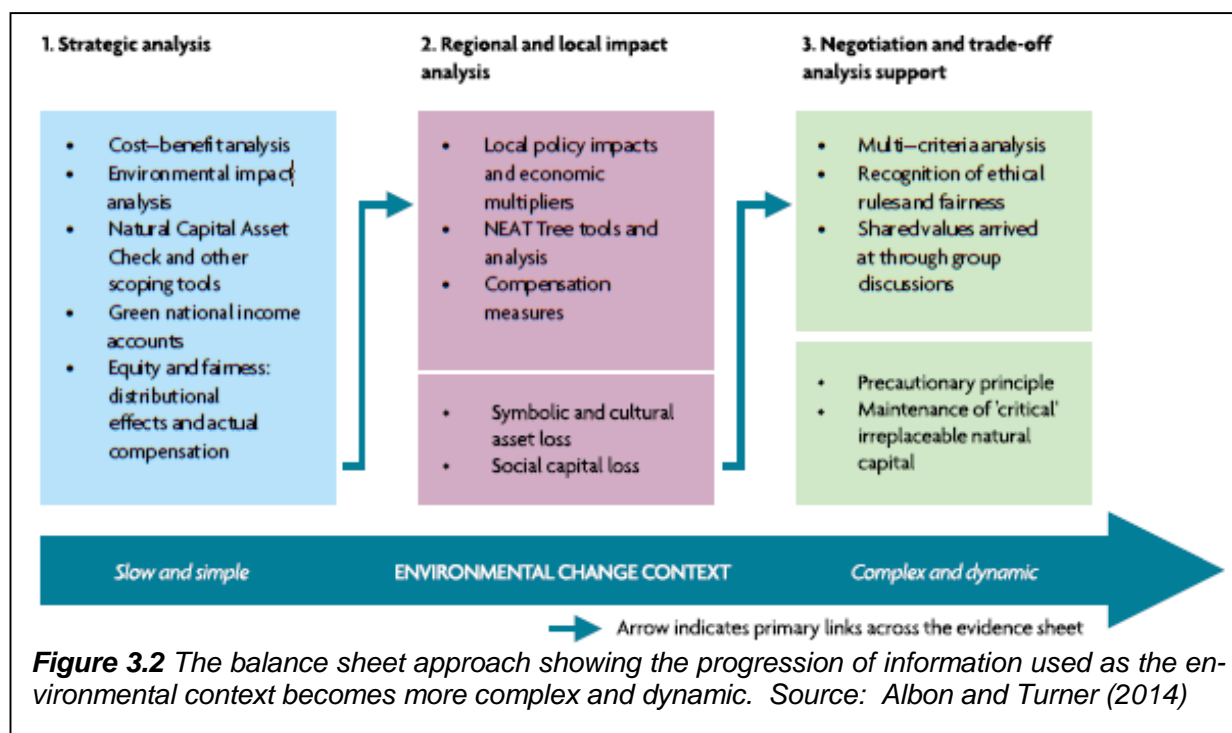 1. Strategic analysis
2. Regional and local impact
analysis
3. Negotiation and trade-off
analysis support
• Cost–benefit analysis
• Environmental impact
analysis
• Natural Capital Asset
Check and other
scoping tools
• Green national income
accounts
• Equity and fairness:
distributional
effects and actual
compensation
• Local policy impacts
and economic
multipliers
• NEAT Tree tools and
analysis
• Compensation
measures
• Symbolic and cultural
asset loss
• Social capital loss
• Multi–criteria analysis
• Recognition of ethical
rules and fairness
• Shared values arrived
at through group
discussions
• Precautionary principle
• Maintenance of 'critical'
irreplaceable natural
capital
Slow and simple
ENVIRONMENTAL CHANGE CONTEXT
Complex and dynamic
Arrow indicates primary links across the evidence sheet
Figure 3.2 The balance sheet approach showing the progression of information used as the en-
vironmental context becomes more complex and dynamic. Source: Albon and Turner (2014)